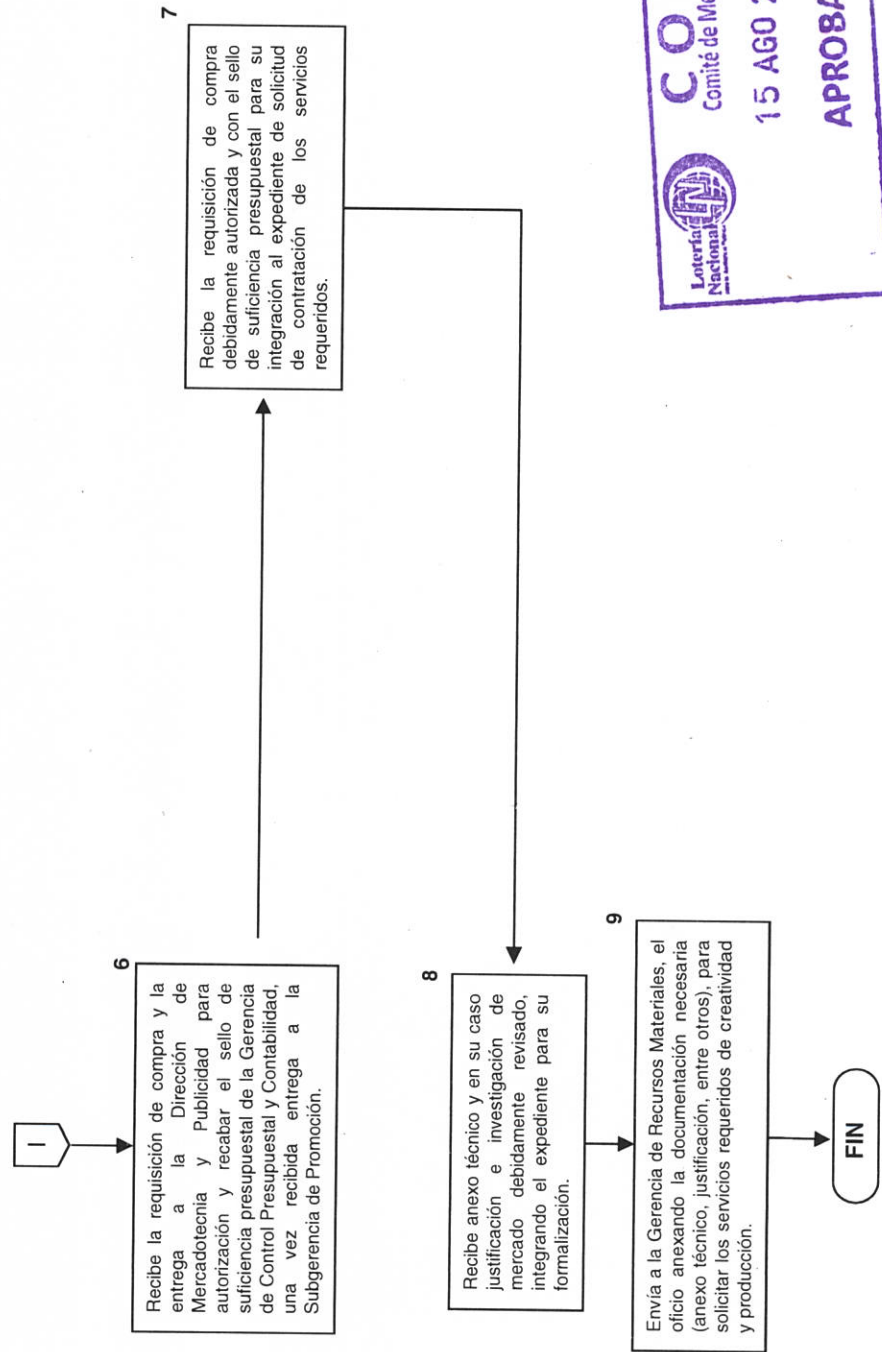 I
6
Recibe la requisición de compra y la
entrega a la Dirección de
Mercadotecnia y Publicidad para
autorización y recabar el sello de
suficiencia presupuestal de la Gerencia
de Control Presupuestal y Contabilidad,
una vez recibida entrega a la
Subgerencia de Promoción.
7
Recibe la requisición de compra
debidamente autorizada y con el sello
de suficiencia presupuestal para su
integración al expediente de solicitud
de contratación de los servicios
requeridos.
8
Recibe anexo técnico y en su caso
justificación e investigación de
mercado debidamente revisado,
integrando el expediente para su
formalización.
9
Envía a la Gerencia de Recursos Materiales, el
oficio anexando la documentación necesaria
(anexo técnico, justificación, entre otros), para
solicitar los servicios requeridos de creatividad
y producción.
FIN
Lotería
Nacional
C O
Comité de Me
15 AGO 2
APROBA